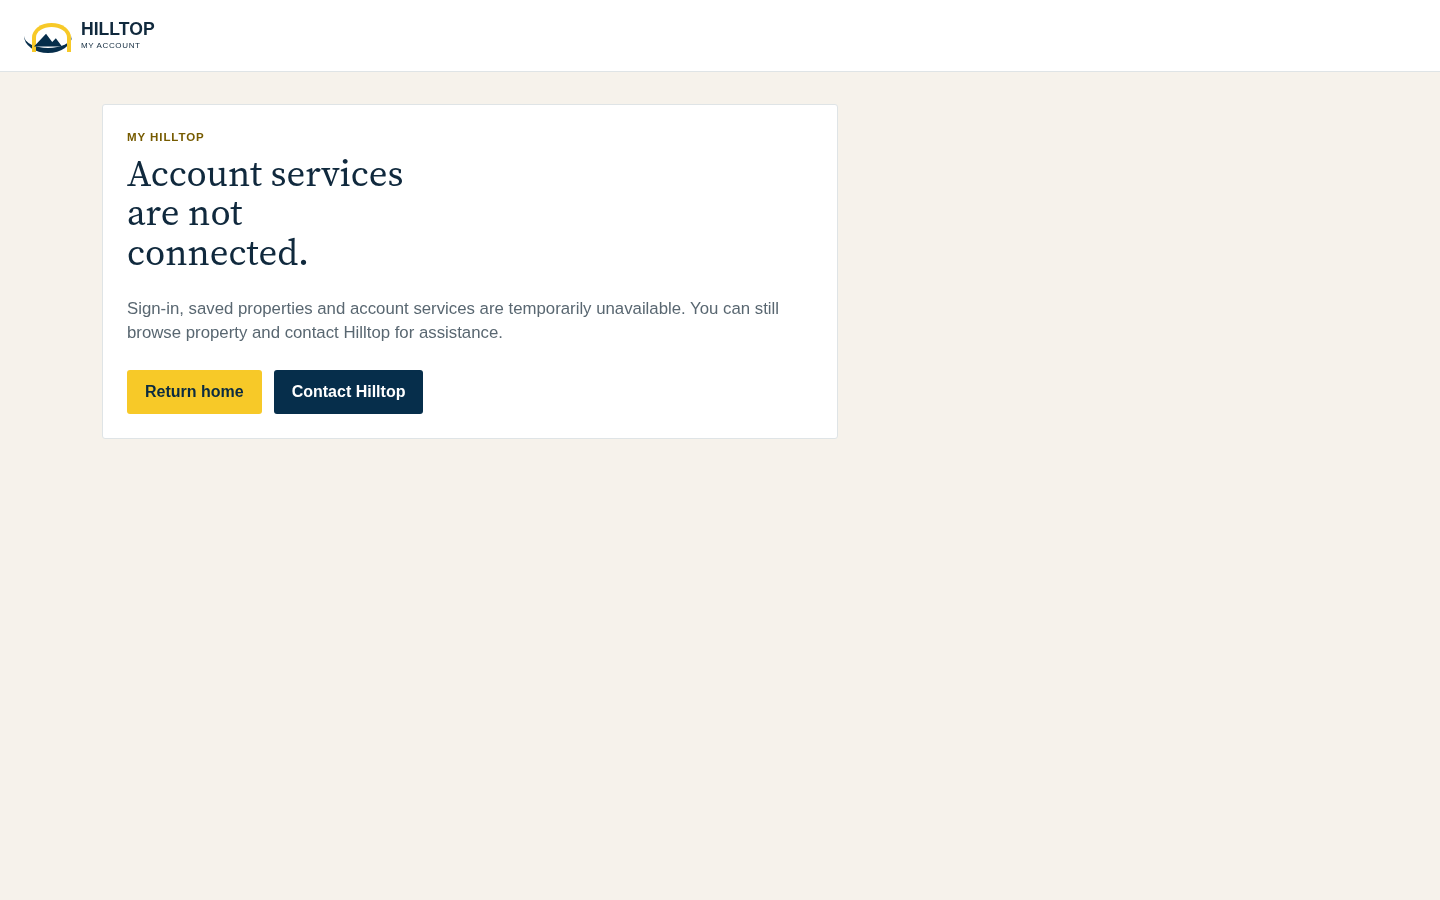 HILLTOP
MY ACCOUNT
MY HILLTOP
Account services
are not
connected.
Sign-in, saved properties and account services are temporarily unavailable. You can still
browse property and contact Hilltop for assistance.
Return home
Contact Hilltop